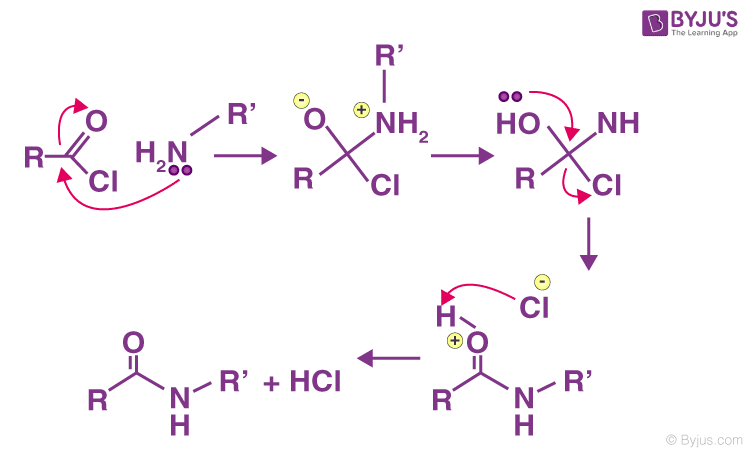 BYJU'S
The Learning App
R O Cl H₂N R’
- O + NH₂ R’ R Cl
HO NH R Cl
O R N H R’ + HCl
H + O R N H R’ Cl -
© Byjus.com